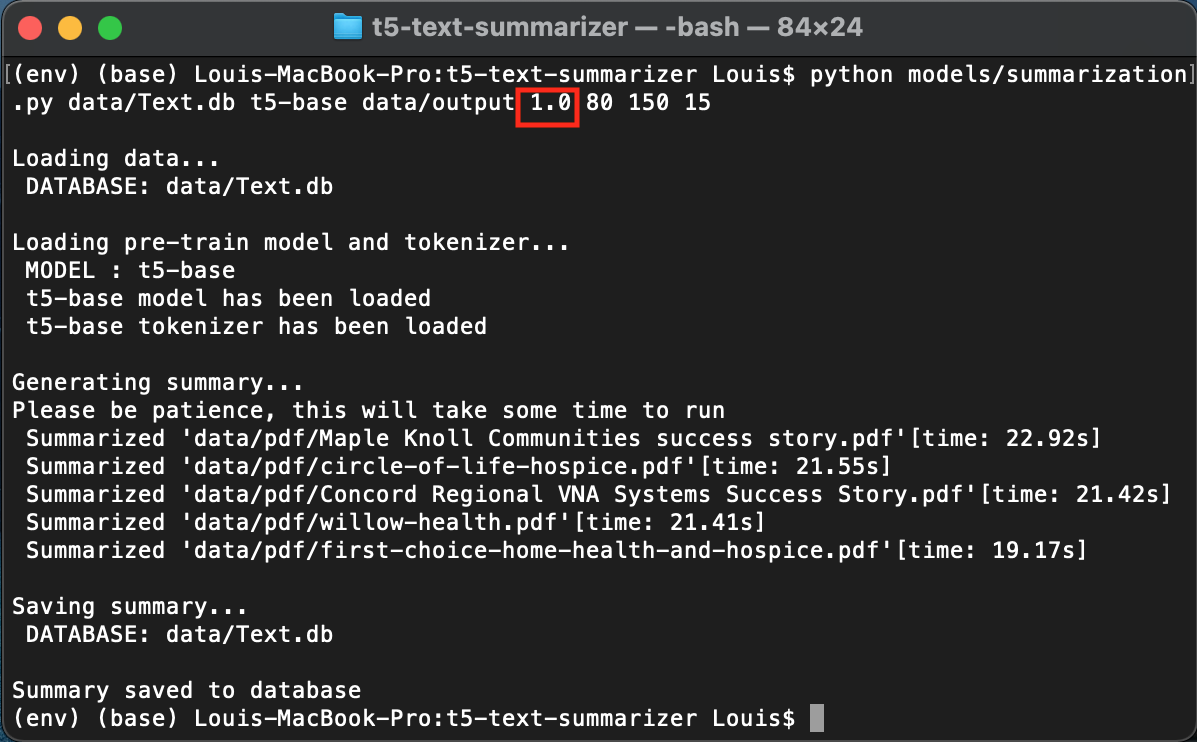 t5-text-summarizer — -bash — 84×24
[(env) (base) Louis-MacBook-Pro:t5-text-summarizer Louis$ python models/summarization]
.py data/Text.db t5-base data/output 1.0 80 150 15
Loading data...
DATABASE: data/Text.db
Loading pre-train model and tokenizer...
MODEL : t5-base
t5-base model has been loaded
t5-base tokenizer has been loaded
Generating summary...
Please be patience, this will take some time to run
Summarized 'data/pdf/Maple Knoll Communities success story.pdf'[time: 22.92s]
Summarized 'data/pdf/circle-of-life-hospice.pdf'[time: 21.55s]
Summarized 'data/pdf/Concord Regional VNA Systems Success Story.pdf'[time: 21.42s]
Summarized 'data/pdf/willow-health.pdf'[time: 21.41s]
Summarized 'data/pdf/first-choice-home-health-and-hospice.pdf'[time: 19.17s]
Saving summary...
DATABASE: data/Text.db
Summary saved to database
(env) (base) Louis-MacBook-Pro:t5-text-summarizer Louis$